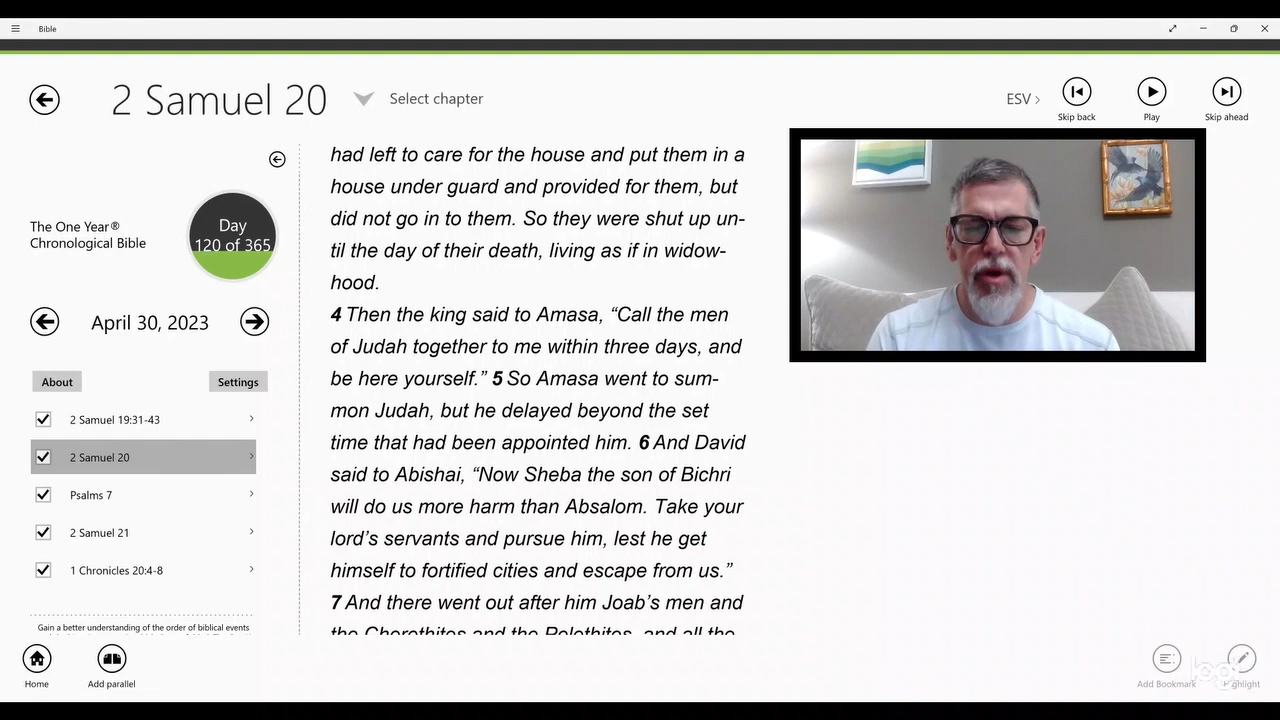 Bible
2 Samuel 20
Select chapter
ESV
Skip back
Play
Skip ahead
The One Year®
Chronological Bible
Day
120 of 365
April 30, 2023
About
Settings
2 Samuel 19:31-43
2 Samuel 20
Psalms 7
2 Samuel 21
1 Chronicles 20:4-8
Gain a better understanding of the order of biblical events
had left to care for the house and put them in a
house under guard and provided for them, but
did not go in to them. So they were shut up un-
til the day of their death, living as if in widow-
hood.
4 Then the king said to Amasa, “Call the men
of Judah together to me within three days, and
be here yourself.” 5 So Amasa went to sum-
mon Judah, but he delayed beyond the set
time that had been appointed him. 6 And David
said to Abishai, “Now Sheba the son of Bichri
will do us more harm than Absalom. Take your
lord’s servants and pursue him, lest he get
himself to fortified cities and escape from us.”
7 And there went out after him Joab’s men and
the Cherethites and the Pelethites, and all the
Home
Add parallel
Add Bookmark
Highlight
logi